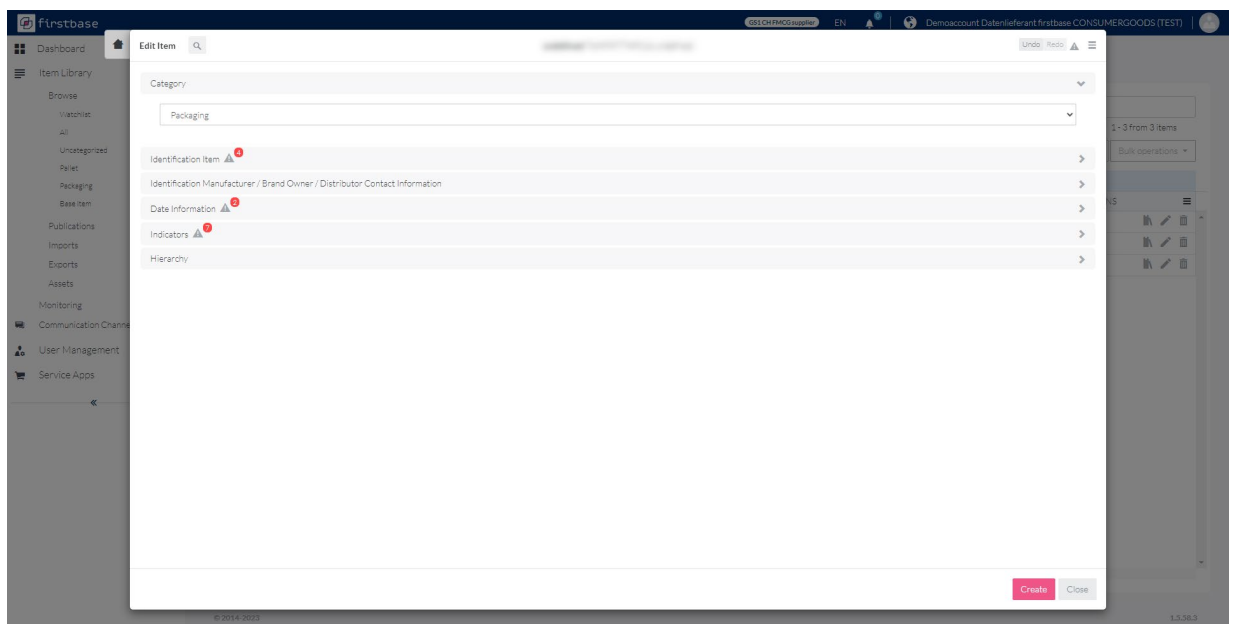 firstbase
GS1 CH FMCG supplier
EN
Demoaccount Datenlieferant firstbase CONSUMERGOODS (TEST)
Dashboard
Item Library
Browse
Watchlist
All
Uncategorized
Pallet
Packaging
Base Item
Publications
Imports
Exports
Assets
Monitoring
Communication Channe
User Management
Service Apps
Edit Item
Undo Redo
Category
Packaging
Identification Item 4
Identification Manufacturer / Brand Owner / Distributor Contact Information
Date Information 2
Indicators 7
Hierarchy
Create Close
1 - 3 from 3 items
Bulk operations
NS
© 2014-2023
1.5.38.3